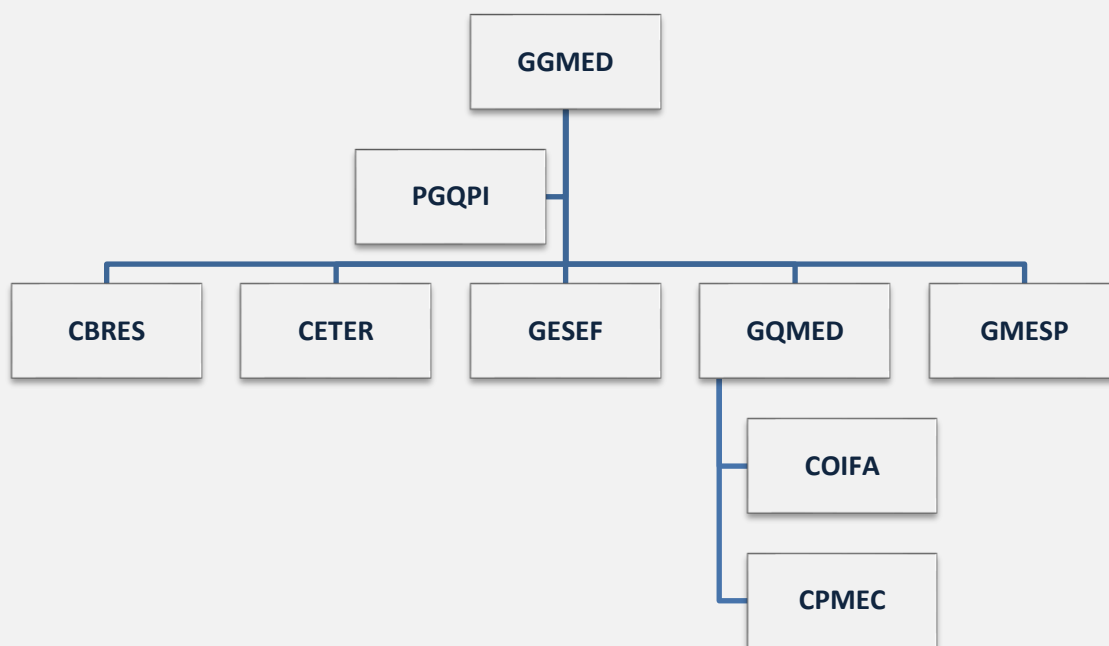 GGMED
PGQPI
CBRES
CETER
GESEF
GQMED
GMESP
COIFA
CPMEC